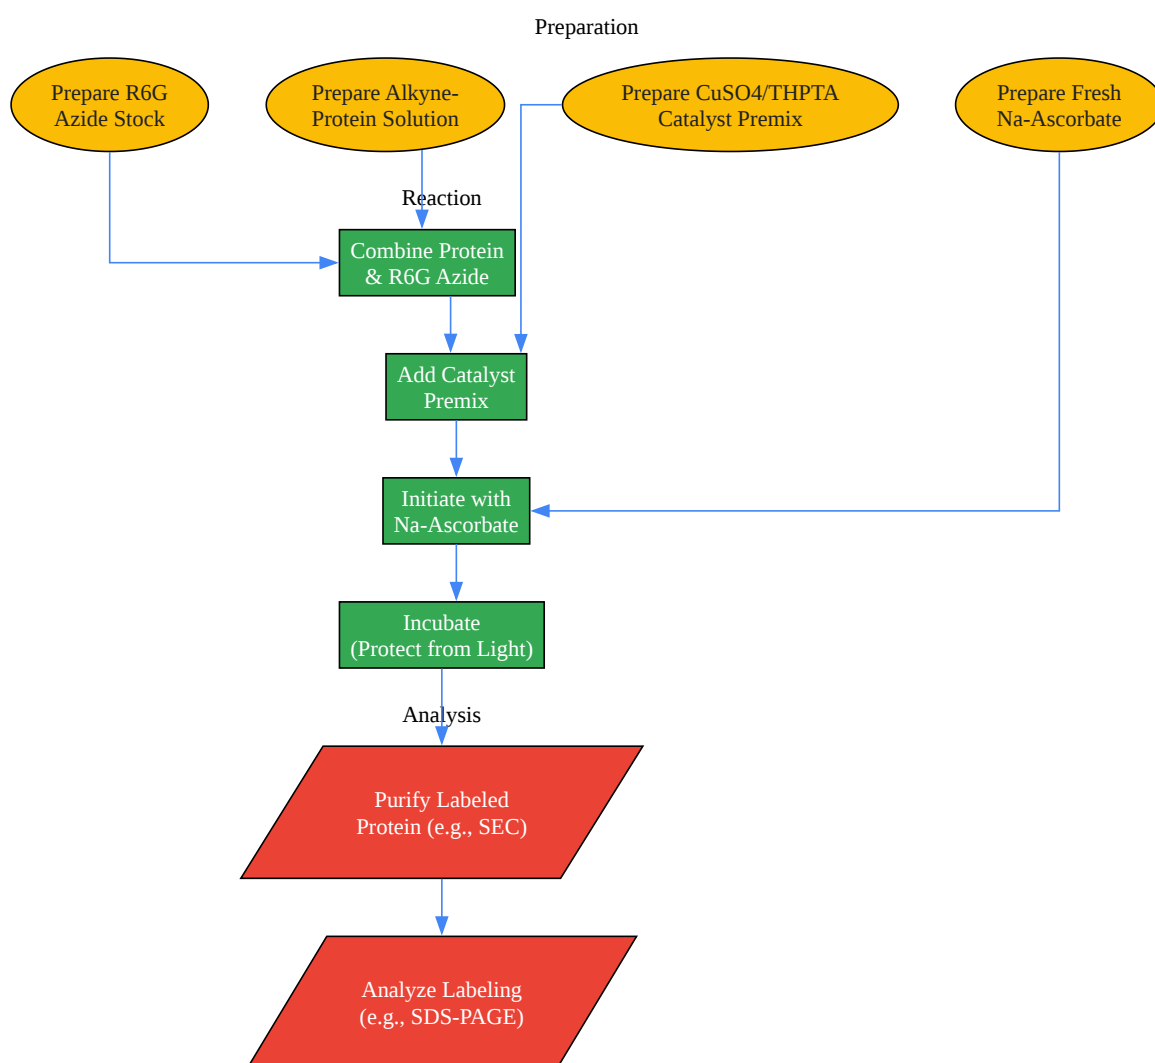 Preparation
Prepare R6G
Azide Stock
Prepare Alkyne-
Protein Solution
Prepare CuSO4/THPTA
Catalyst Premix
Prepare Fresh
Na-Ascorbate
Reaction
Combine Protein
& R6G Azide
Add Catalyst
Premix
Initiate with
Na-Ascorbate
Incubate
(Protect from Light)
Analysis
Purify Labeled
Protein (e.g., SEC)
Analyze Labeling
(e.g., SDS-PAGE)